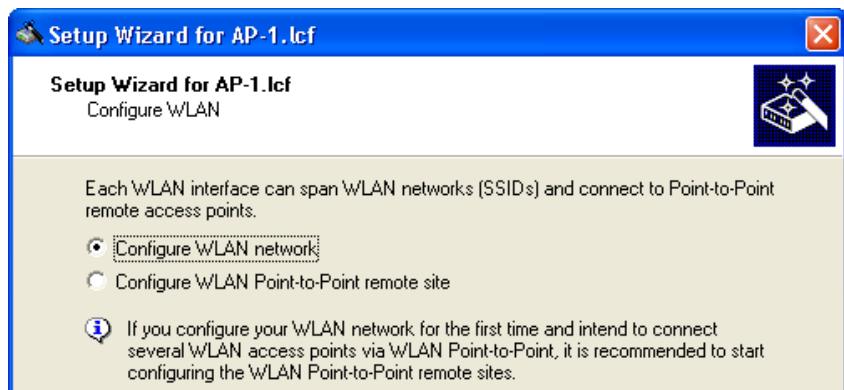 Setup Wizard for AP-1.lcf
Setup Wizard for AP-1.lcf
Configure WLAN
Each WLAN interface can span WLAN networks (SSIDs) and connect to Point-to-Point
remote access points.
Configure WLAN network
Configure WLAN Point-to-Point remote site
If you configure your WLAN network for the first time and intend to connect
several WLAN access points via WLAN Point-to-Point, it is recommended to start
configuring the WLAN Point-to-Point remote sites.